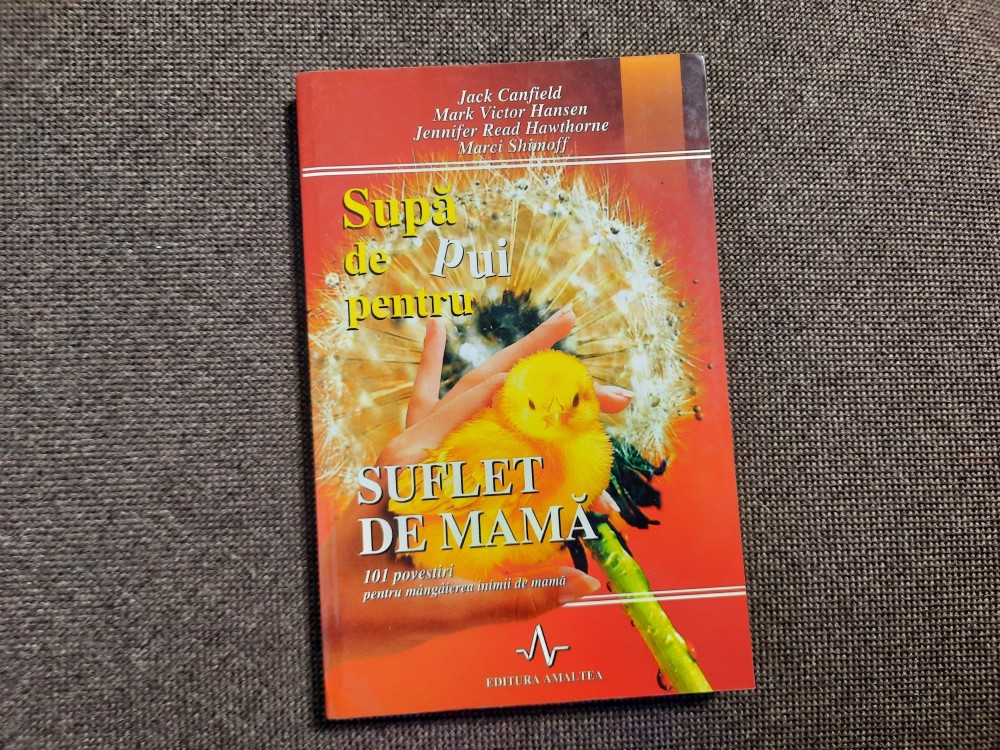 Jack Canfield
Mark Victor Hansen
Jennifer Read Hawthorne
Marci Shimoff
Supă
de pui
pentru
SUFLET
DE MAMĂ
101 povestiri
pentru mângâierea inimii de mamă
EDITURA AMALTEA